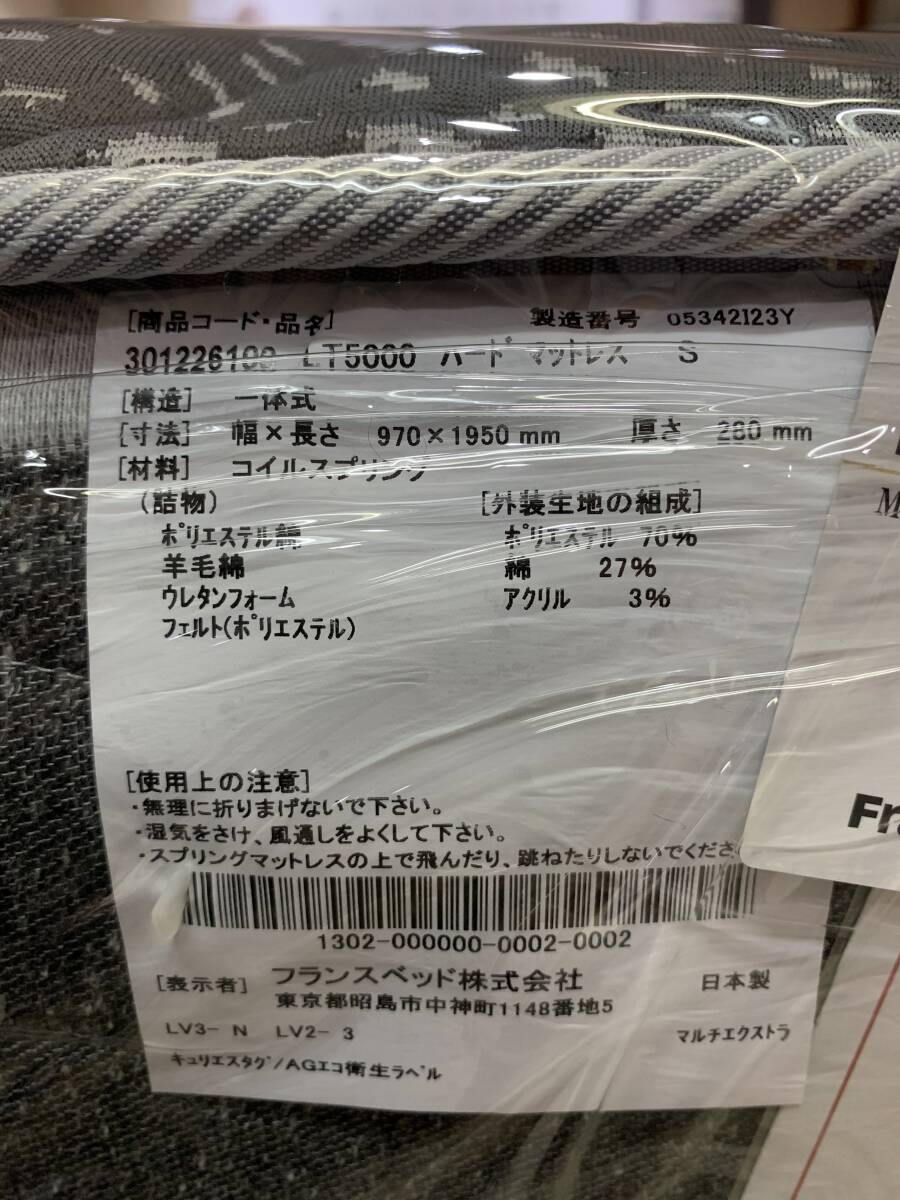 [商品コード・品名] 製造番号 05342123Y
301226100 LT5000 ハード マットレス S
[構造] 一体式
[寸法] 幅×長さ 970×1950 mm 厚さ 280 mm
[材料] コイルスプリング
(詰物) [外装生地の組成]
ポリエステル綿 ポリエステル 70%
羊毛綿 綿 27%
ウレタンフォーム アクリル 3%
フェルト(ポリエステル)
[使用上の注意]
・無理に折りまげないで下さい。
・湿気をさけ、風通しをよくして下さい。
・スプリングマットレスの上で飛んだり、跳ねたりしないでくださ
1302-000000-0002-0002
[表示者] フランスベッド株式会社 日本製
東京都昭島市中神町1148番地5
LV3- N LV2- 3 マルチエクストラ
キュリエスタグ/AGエコ衛生ラベル
M
Fra